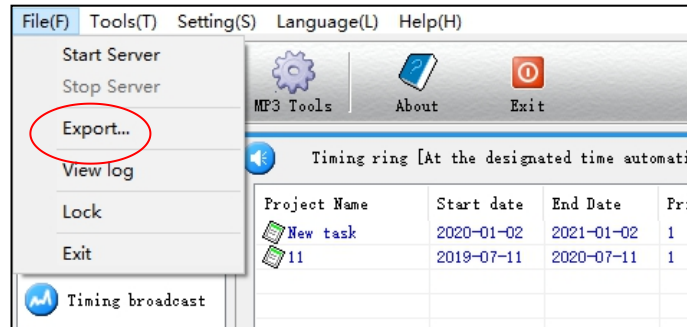 File(F) Tools(T) Setting(S) Language(L) Help(H)
Start Server
Stop Server
Export...
View log
Lock
Exit
MP3 Tools About Exit
Timing ring [At the designated time automati
Project Name Start date End Date Pr
New task 2020-01-02 2021-01-02 1
11 2019-07-11 2020-07-11 1
Timing broadcast